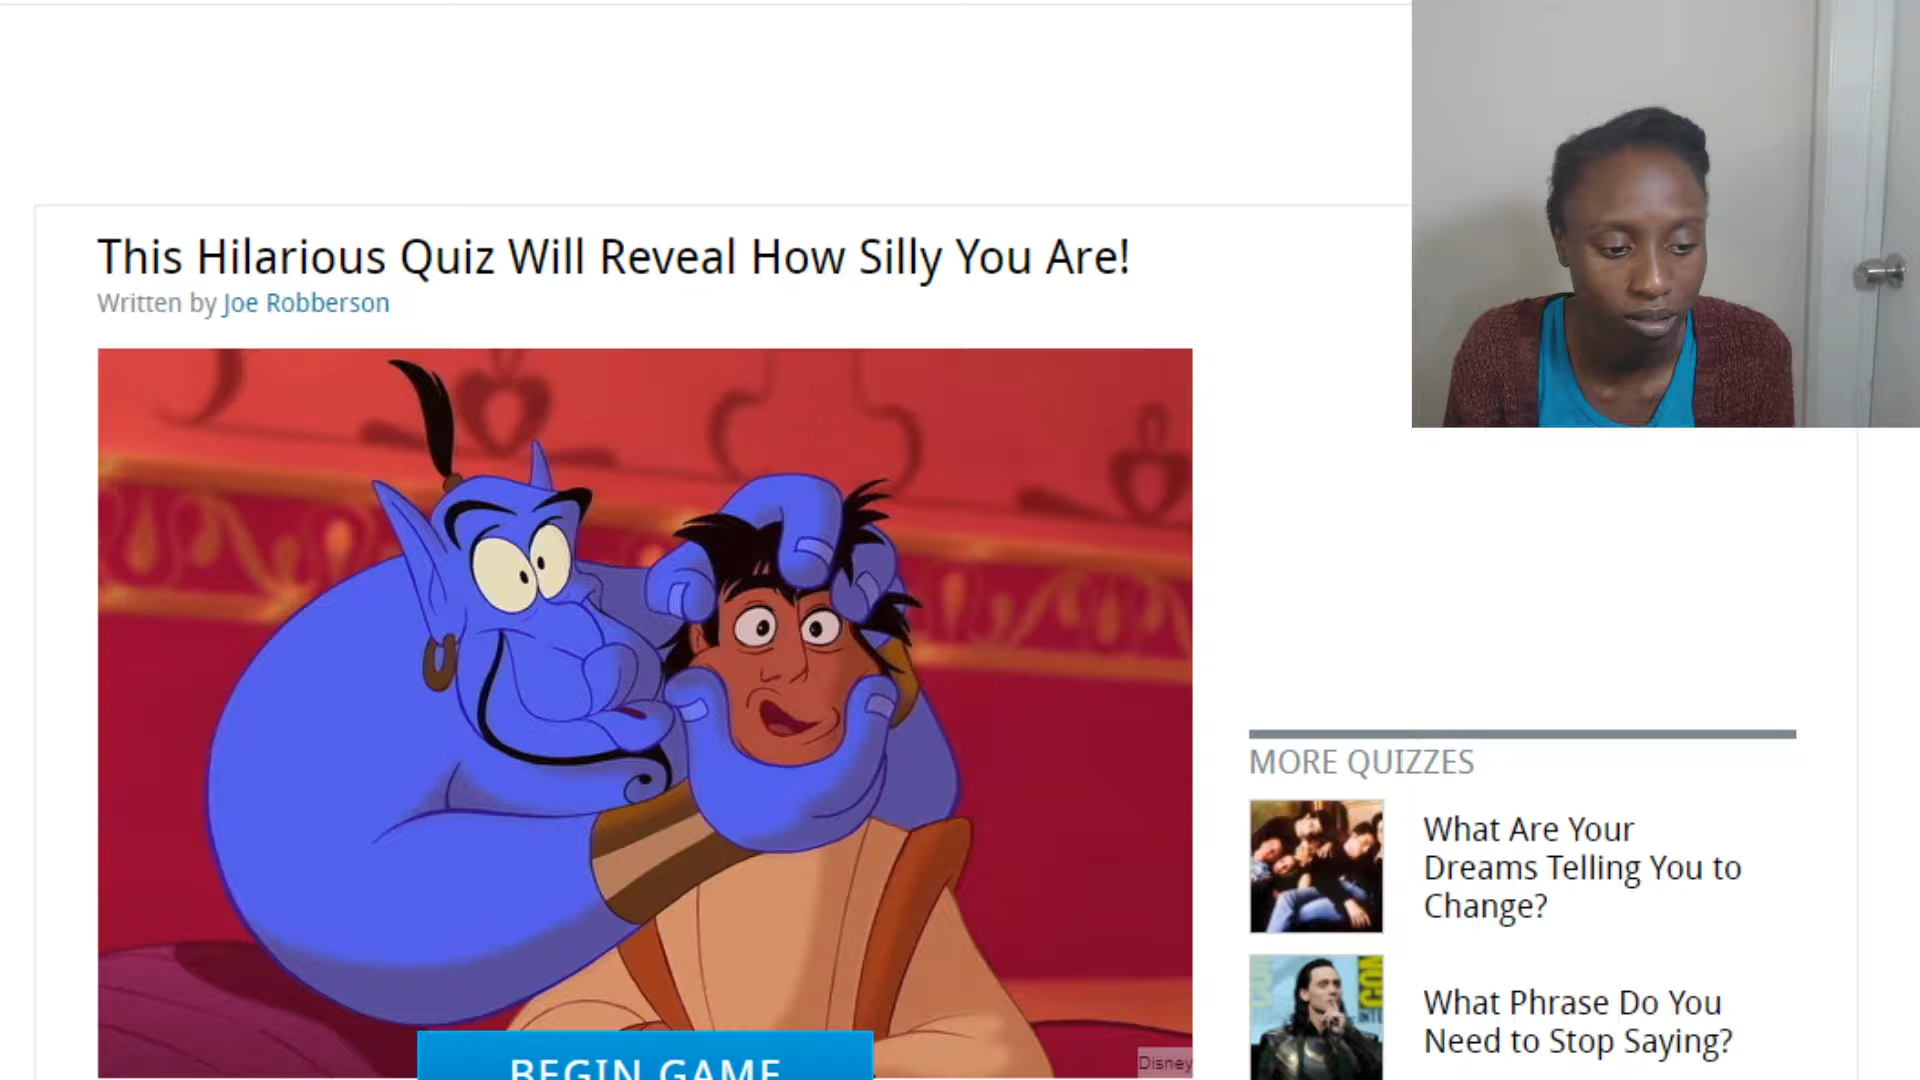 This Hilarious Quiz Will Reveal How Silly You Are!
Written by Joe Robberson
Disney
BEGIN GAME
MORE QUIZZES
What Are Your
Dreams Telling You to
Change?
What Phrase Do You
Need to Stop Saying?